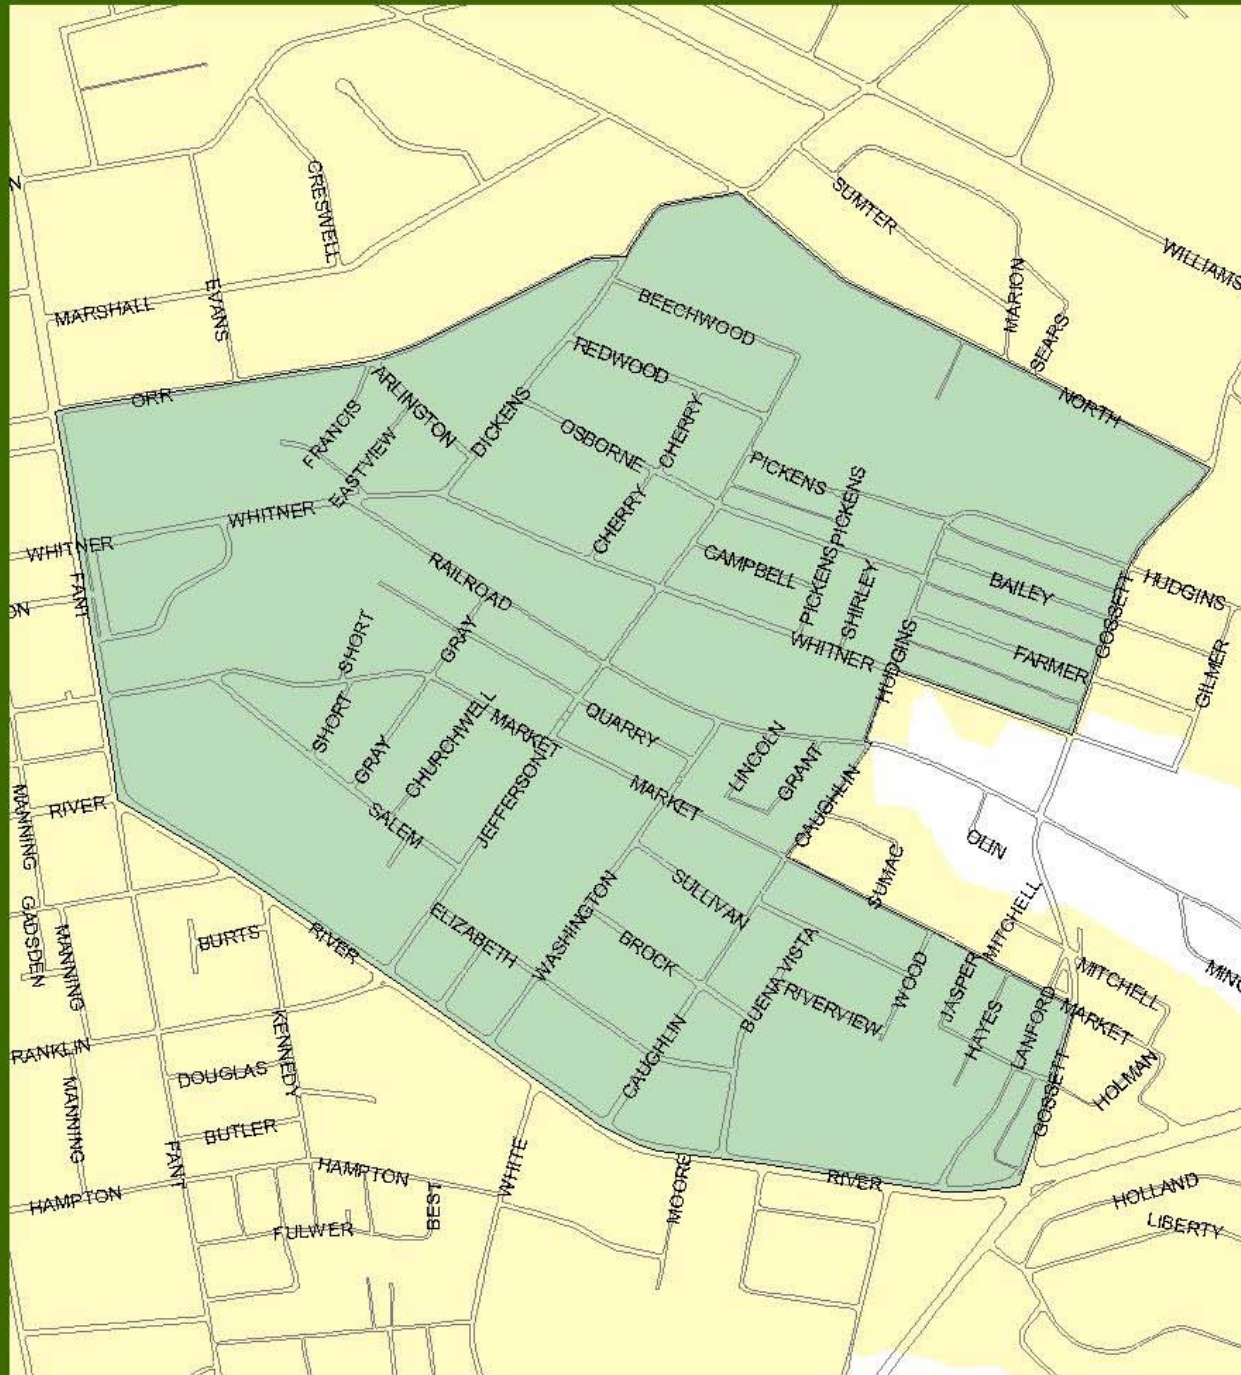 N
CRESWELL
SUMTER
WILLIAMS
MARSHALL
EVANS
MARION
SEARS
BEECHWOOD
REDWOOD
ORR
ARLINGTON
FRANCIS
EASTVIEW
DICKENS
OSBORNE
CHERRY
NORTH
PICKENS
PICKENS
CHERRY
WHITNER
WHITNER
FANT
ON
RAILROAD
CAMPBELL
PICKENS
SHIRLEY
BAILEY
GOSSETT
HUDGINS
WHITNER
HUDGINS
FARMER
GILMER
SHORT
GRAY
SHORT
GRAY
CHURCHWELL
MARKET
QUARRY
LINCOLN
GRANT
MARKET
CAUGHLIN
MANNING
RIVER
SALEM
JEFFERSON
OLIN
SUMAC
SULLIVAN
GADSDEN
MANNING
BURTS
RIVER
ELIZABETH
WASHINGTON
BROCK
BUENA VISTA
RIVERVIEW
WOOD
JASPER
MITCHELL
MITCHELL
MING
HAYES
LANFORD
MARKET
RANKLIN
KENNEDY
DOUGLAS
MANNING
CAUGHLIN
GOSSETT
HOLMAN
BUTLER
FANT
HAMPTON
HAMPTON
BEST
WHITE
MOORE
RIVER
HOLLAND
LIBERTY
FULWER